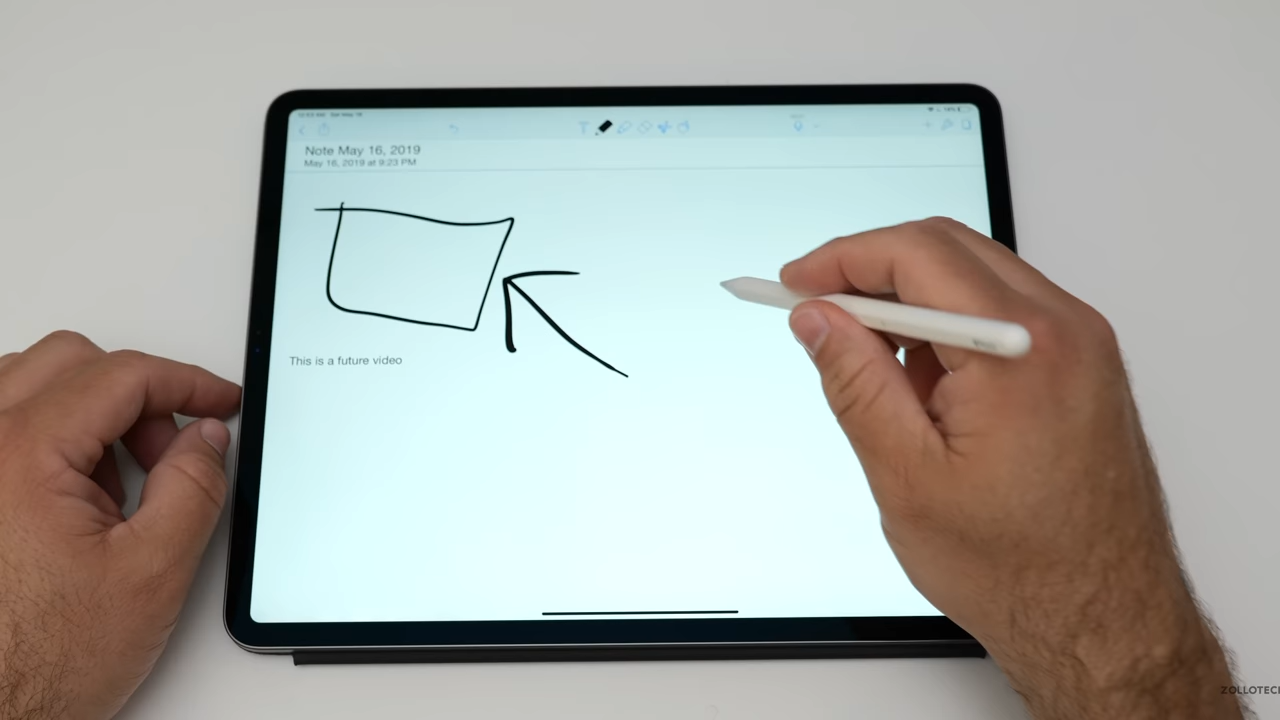 Note May 16, 2019
May 16, 2019 at 9:23 PM
This is a future video
ZOLLOTECH